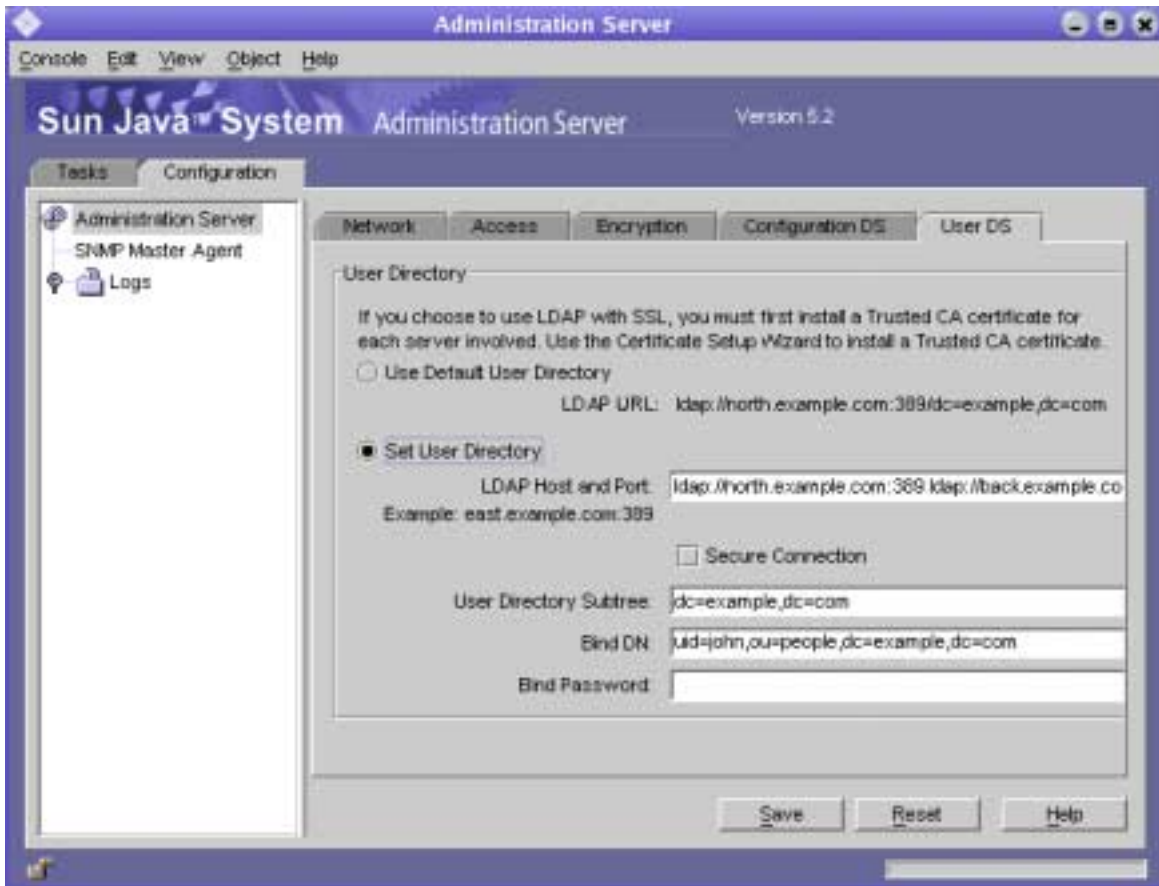 Administration Server
Console Edit View Object Help
Sun Java™ System Administration Server Version 5.2
Tasks Configuration
Administration Server
SNMP Master Agent
Logs
Network Access Encryption Configuration DS User DS
User Directory
If you choose to use LDAP with SSL, you must first install a Trusted CA certificate for
each server involved. Use the Certificate Setup Wizard to install a Trusted CA certificate.
Use Default User Directory
LDAP URL: ldap://north.example.com:389/dc=example,dc=com
Set User Directory
LDAP Host and Port: ldap://north.example.com:389 ldap://back.example.co
Example: east.example.com:389
Secure Connection
User Directory Subtree: dc=example,dc=com
Bind DN: uid=john,ou=people,dc=example,dc=com
Bind Password:
Save Reset Help